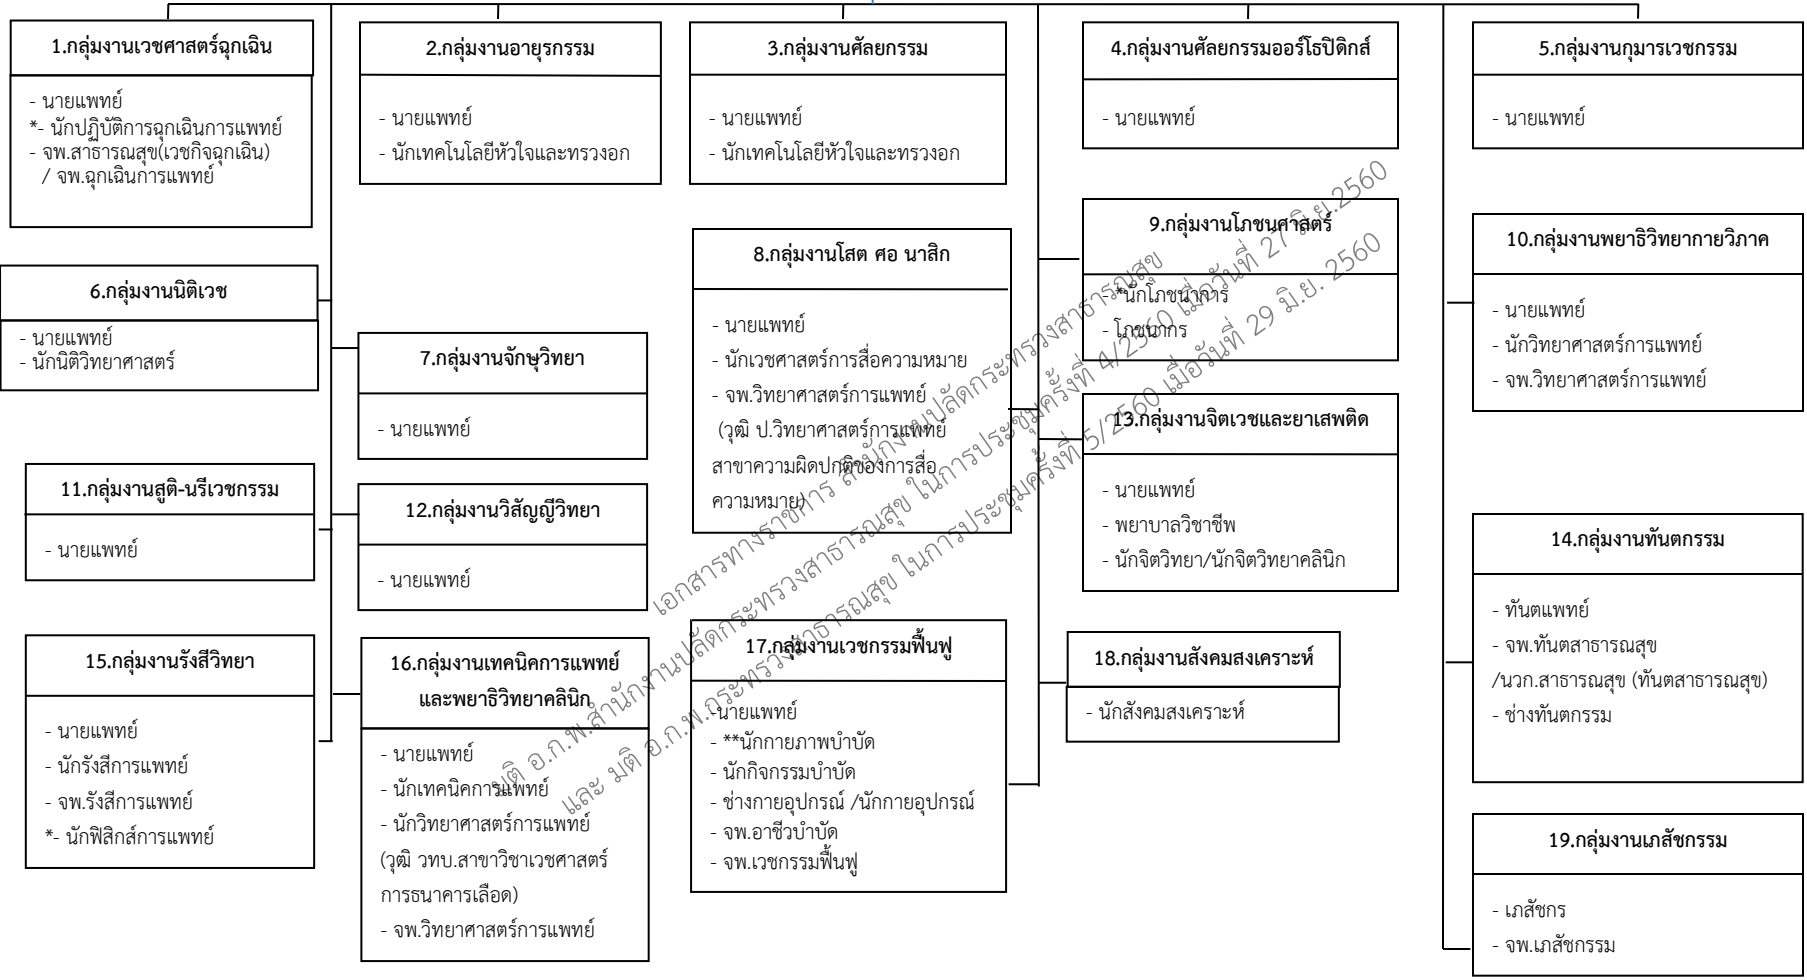 1.กลุ่มงานเวชศาสตร์ฉุกเฉิน
- นายแพทย์
*- นักปฏิบัติการฉุกเฉินการแพทย์
- จพ.สาธารณสุข(เวชกิจฉุกเฉิน)
/ จพ.ฉุกเฉินการแพทย์
2.กลุ่มงานอายุรกรรม
- นายแพทย์
- นักเทคโนโลยีหัวใจและทรวงอก
3.กลุ่มงานศัลยกรรม
- นายแพทย์
- นักเทคโนโลยีหัวใจและทรวงอก
4.กลุ่มงานศัลยกรรมออร์โธปิดิกส์
- นายแพทย์
5.กลุ่มงานกุมารเวชกรรม
- นายแพทย์
6.กลุ่มงานนิติเวช
- นายแพทย์
- นักนิติวิทยาศาสตร์
7.กลุ่มงานจักษุวิทยา
- นายแพทย์
8.กลุ่มงานโสต ศอ นาสิก
- นายแพทย์
- นักเวชศาสตร์การสื่อความหมาย
- จพ.วิทยาศาสตร์การแพทย์
(วุฒิ ป.วิทยาศาสตร์การแพทย์
สาขาความผิดปกติของการสื่อ
ความหมาย)
9.กลุ่มงานโภชนศาสตร์
- *นักโภชนาการ
- โภชนากร
10.กลุ่มงานพยาธิวิทยากายวิภาค
- นายแพทย์
- นักวิทยาศาสตร์การแพทย์
- จพ.วิทยาศาสตร์การแพทย์
11.กลุ่มงานสูติ-นรีเวชกรรม
- นายแพทย์
12.กลุ่มงานวิสัญญีวิทยา
- นายแพทย์
13.กลุ่มงานจิตเวชและยาเสพติด
- นายแพทย์
- พยาบาลวิชาชีพ
- นักจิตวิทยา/นักจิตวิทยาคลินิก
14.กลุ่มงานทันตกรรม
- ทันตแพทย์
- จพ.ทันตสาธารณสุข
/นวก.สาธารณสุข (ทันตสาธารณสุข)
- ช่างทันตกรรม
15.กลุ่มงานรังสีวิทยา
- นายแพทย์
- นักรังสีการแพทย์
- จพ.รังสีการแพทย์
*- นักฟิสิกส์การแพทย์
16.กลุ่มงานเทคนิคการแพทย์
และพยาธิวิทยาคลินิก
- นายแพทย์
- นักเทคนิคการแพทย์
- นักวิทยาศาสตร์การแพทย์
(วุฒิ วทบ.สาขาวิชาเวชศาสตร์
การธนาคารเลือด)
- จพ.วิทยาศาสตร์การแพทย์
17.กลุ่มงานเวชกรรมฟื้นฟู
-นายแพทย์
- **นักกายภาพบำบัด
- นักกิจกรรมบำบัด
- ช่างกายอุปกรณ์ /นักกายอุปกรณ์
- จพ.อาชีวบำบัด
- จพ.เวชกรรมฟื้นฟู
18.กลุ่มงานสังคมสงเคราะห์
- นักสังคมสงเคราะห์
19.กลุ่มงานเภสัชกรรม
- เภสัชกร
- จพ.เภสัชกรรม
เอกสารทางราชการ สำนักงานปลัดกระทรวงสาธารณสุข
มติ อ.ก.พ.สำนักงานปลัดกระทรวงสาธารณสุข ในการประชุมครั้งที่ 4/2560 เมื่อวันที่ 27 มิ.ย.2560
และ มติ อ.ก.พ.กระทรวงสาธารณสุข ในการประชุมครั้งที่ 5/2560 เมื่อวันที่ 29 มิ.ย. 2560